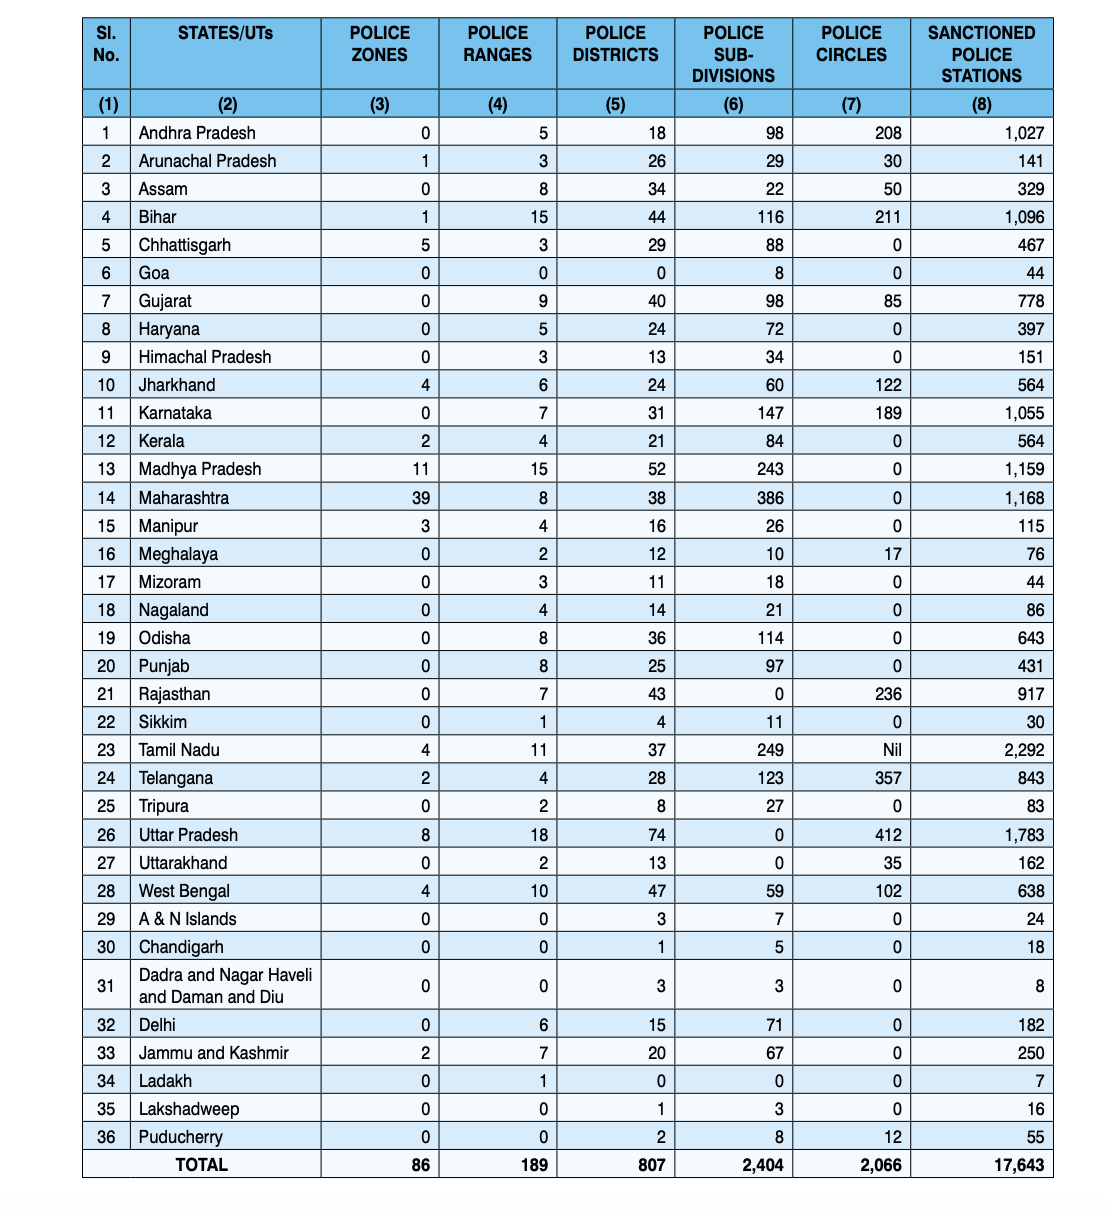 Sl. No. STATES/UTs POLICE ZONES POLICE RANGES POLICE DISTRICTS POLICE SUB-DIVISIONS POLICE CIRCLES SANCTIONED POLICE STATIONS
(1) (2) (3) (4) (5) (6) (7) (8)
1 Andhra Pradesh 0 5 18 98 208 1,027
2 Arunachal Pradesh 1 3 26 29 30 141
3 Assam 0 8 34 22 50 329
4 Bihar 1 15 44 116 211 1,096
5 Chhattisgarh 5 3 29 88 0 467
6 Goa 0 0 0 8 0 44
7 Gujarat 0 9 40 98 85 778
8 Haryana 0 5 24 72 0 397
9 Himachal Pradesh 0 3 13 34 0 151
10 Jharkhand 4 6 24 60 122 564
11 Karnataka 0 7 31 147 189 1,055
12 Kerala 2 4 21 84 0 564
13 Madhya Pradesh 11 15 52 243 0 1,159
14 Maharashtra 39 8 38 386 0 1,168
15 Manipur 3 4 16 26 0 115
16 Meghalaya 0 2 12 10 17 76
17 Mizoram 0 3 11 18 0 44
18 Nagaland 0 4 14 21 0 86
19 Odisha 0 8 36 114 0 643
20 Punjab 0 8 25 97 0 431
21 Rajasthan 0 7 43 0 236 917
22 Sikkim 0 1 4 11 0 30
23 Tamil Nadu 4 11 37 249 Nil 2,292
24 Telangana 2 4 28 123 357 843
25 Tripura 0 2 8 27 0 83
26 Uttar Pradesh 8 18 74 0 412 1,783
27 Uttarakhand 0 2 13 0 35 162
28 West Bengal 4 10 47 59 102 638
29 A & N Islands 0 0 3 7 0 24
30 Chandigarh 0 0 1 5 0 18
31 Dadra and Nagar Haveli and Daman and Diu 0 0 3 3 0 8
32 Delhi 0 6 15 71 0 182
33 Jammu and Kashmir 2 7 20 67 0 250
34 Ladakh 0 1 0 0 0 7
35 Lakshadweep 0 0 1 3 0 16
36 Puducherry 0 0 2 8 12 55
TOTAL 86 189 807 2,404 2,066 17,643